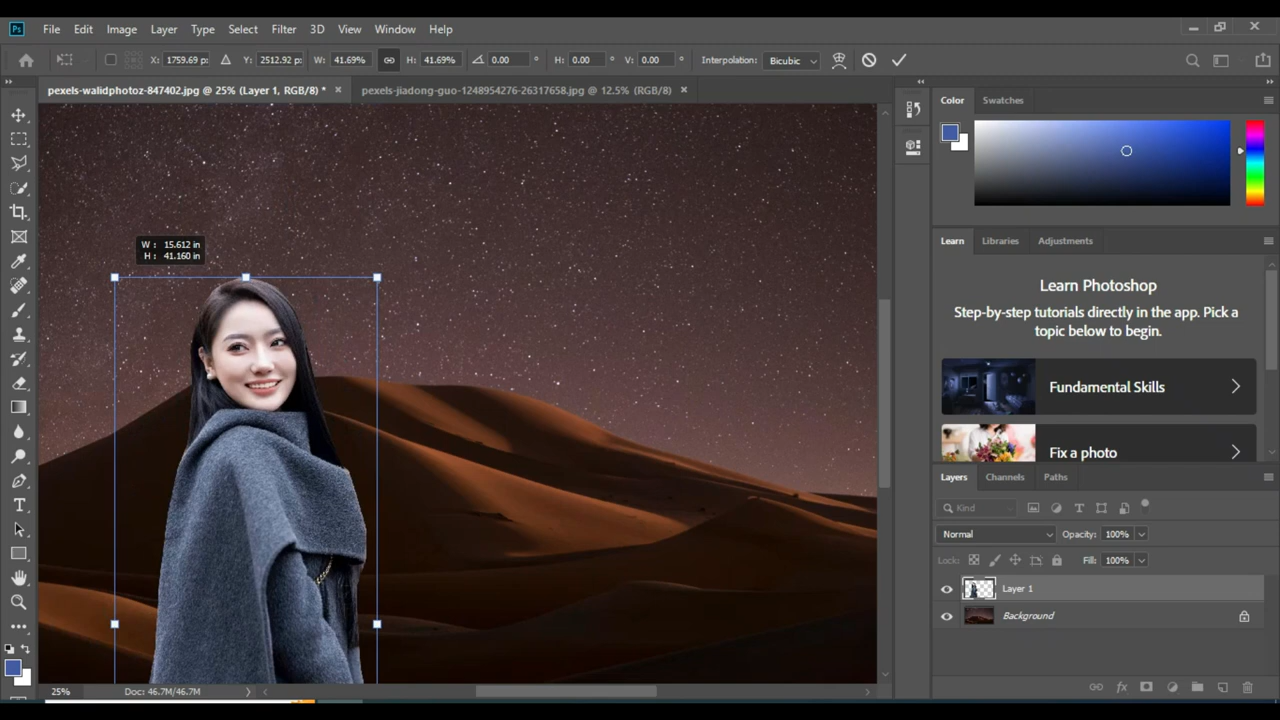 Ps File Edit Image Layer Type Select Filter 3D View Window Help
X: 1759.69 p Y: 2512.92 p W: 41.69% H: 41.69% 0.00 ° H: 0.00 ° V: 0.00 ° Interpolation: Bicubic
pexels-walidphotoz-847402.jpg @ 25% (Layer 1, RGB/8) * × pexels-jiadong-guo-1248954276-26317658.jpg @ 12.5% (RGB/8) ×
Color Swatches
W : 15.612 in
H : 41.160 in
Learn Libraries Adjustments
Learn Photoshop
Step-by-step tutorials directly in the app. Pick a
topic below to begin.
Fundamental Skills
Fix a photo
Layers Channels Paths
Kind
Normal Opacity: 100%
Lock: Fill: 100%
Layer 1
Background
25% Doc: 46.7M/46.7M